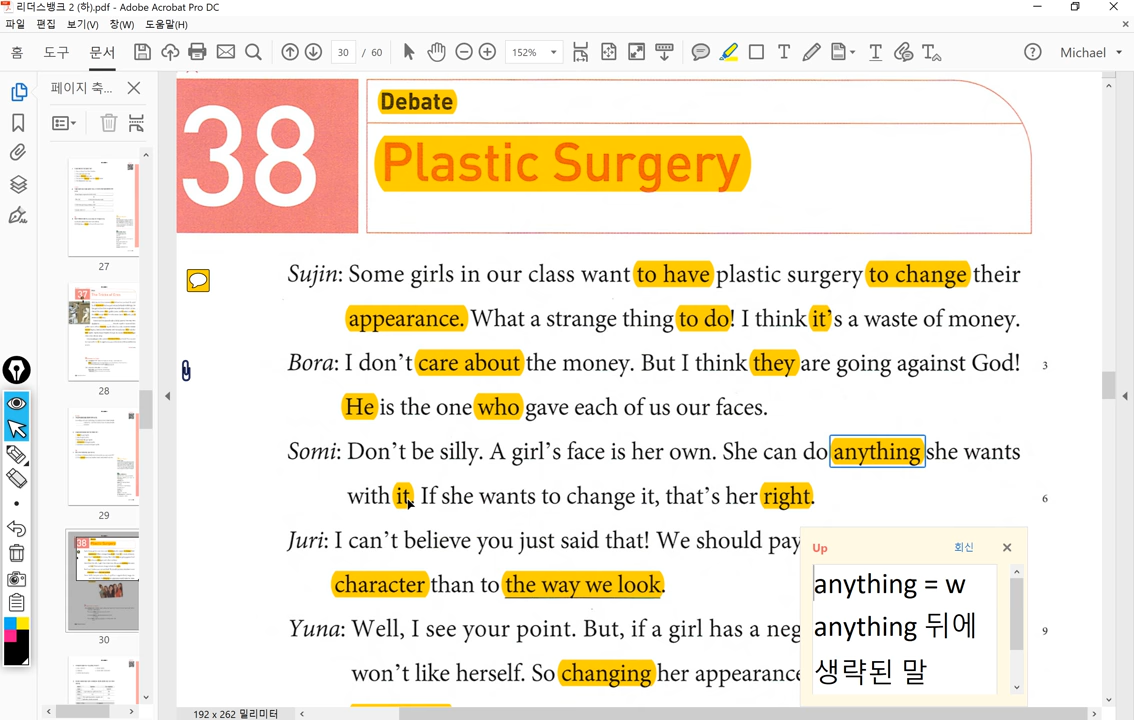 리더스뱅크 2 (하).pdf - Adobe Acrobat Pro DC
파일 편집 보기(V) 창(W) 도움말(H)
홈 도구 문서 30 / 60 152% Michael
페이지 축...
38
Debate
Plastic Surgery
Sujin: Some girls in our class want to have plastic surgery to change their
appearance. What a strange thing to do! I think it's a waste of money.
Bora: I don't care about the money. But I think they are going against God! 3
He is the one who gave each of us our faces.
Somi: Don't be silly. A girl's face is her own. She can do anything she wants
with it. If she wants to change it, that's her right. 6
Juri: I can't believe you just said that! We should pay
character than to the way we look.
Yuna: Well, I see your point. But, if a girl has a neg 9
won't like herself. So changing her appearance
Up 회신
anything = w
anything 뒤에
생략된 말
27
28
29
30
192 x 262 밀리미터